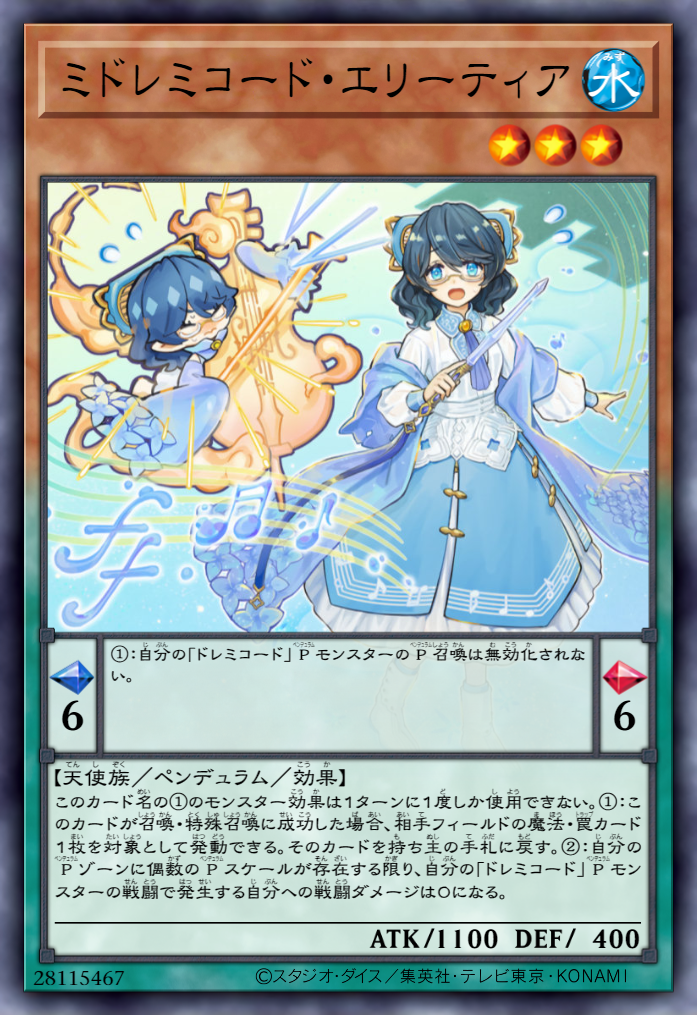 ミドレミコード・エリーティア
みず
水
①：自分の「ドレミコード」Ｐモンスターの Ｐ召喚は無効化されな
い。
6
6
【天使族／ペンデュラム／効果】
このカード名の①のモンスター効果は1ターンに1度しか使用できない。①：こ
のカードが召喚・特殊召喚に成功した場合、相手フィールドの魔法・罠カード
1枚を対象として発動できる。そのカードを持ち主の手札に戻す。②：自分の
Ｐゾーンに偶数のＰスケールが存在する限り、自分の「ドレミコード」Ｐモン
スターの戦闘で発生する自分への戦闘ダメージは０になる。
ATK/1100 DEF/ 400
28115467
©スタジオ・ダイス／集英社・テレビ東京・KONAMI